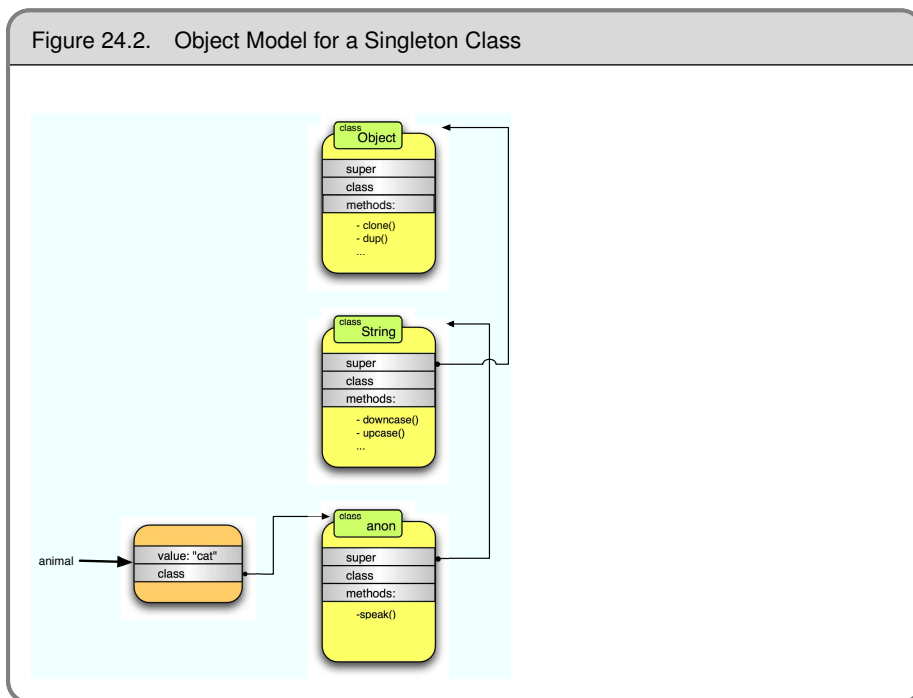 Figure 24.2. Object Model for a Singleton Class
class
Object
super
class
methods:
- clone()
- dup()
...
class
String
super
class
methods:
- downcase()
- upcase()
...
animal
value: "cat"
class
class
anon
super
class
methods:
-speak()